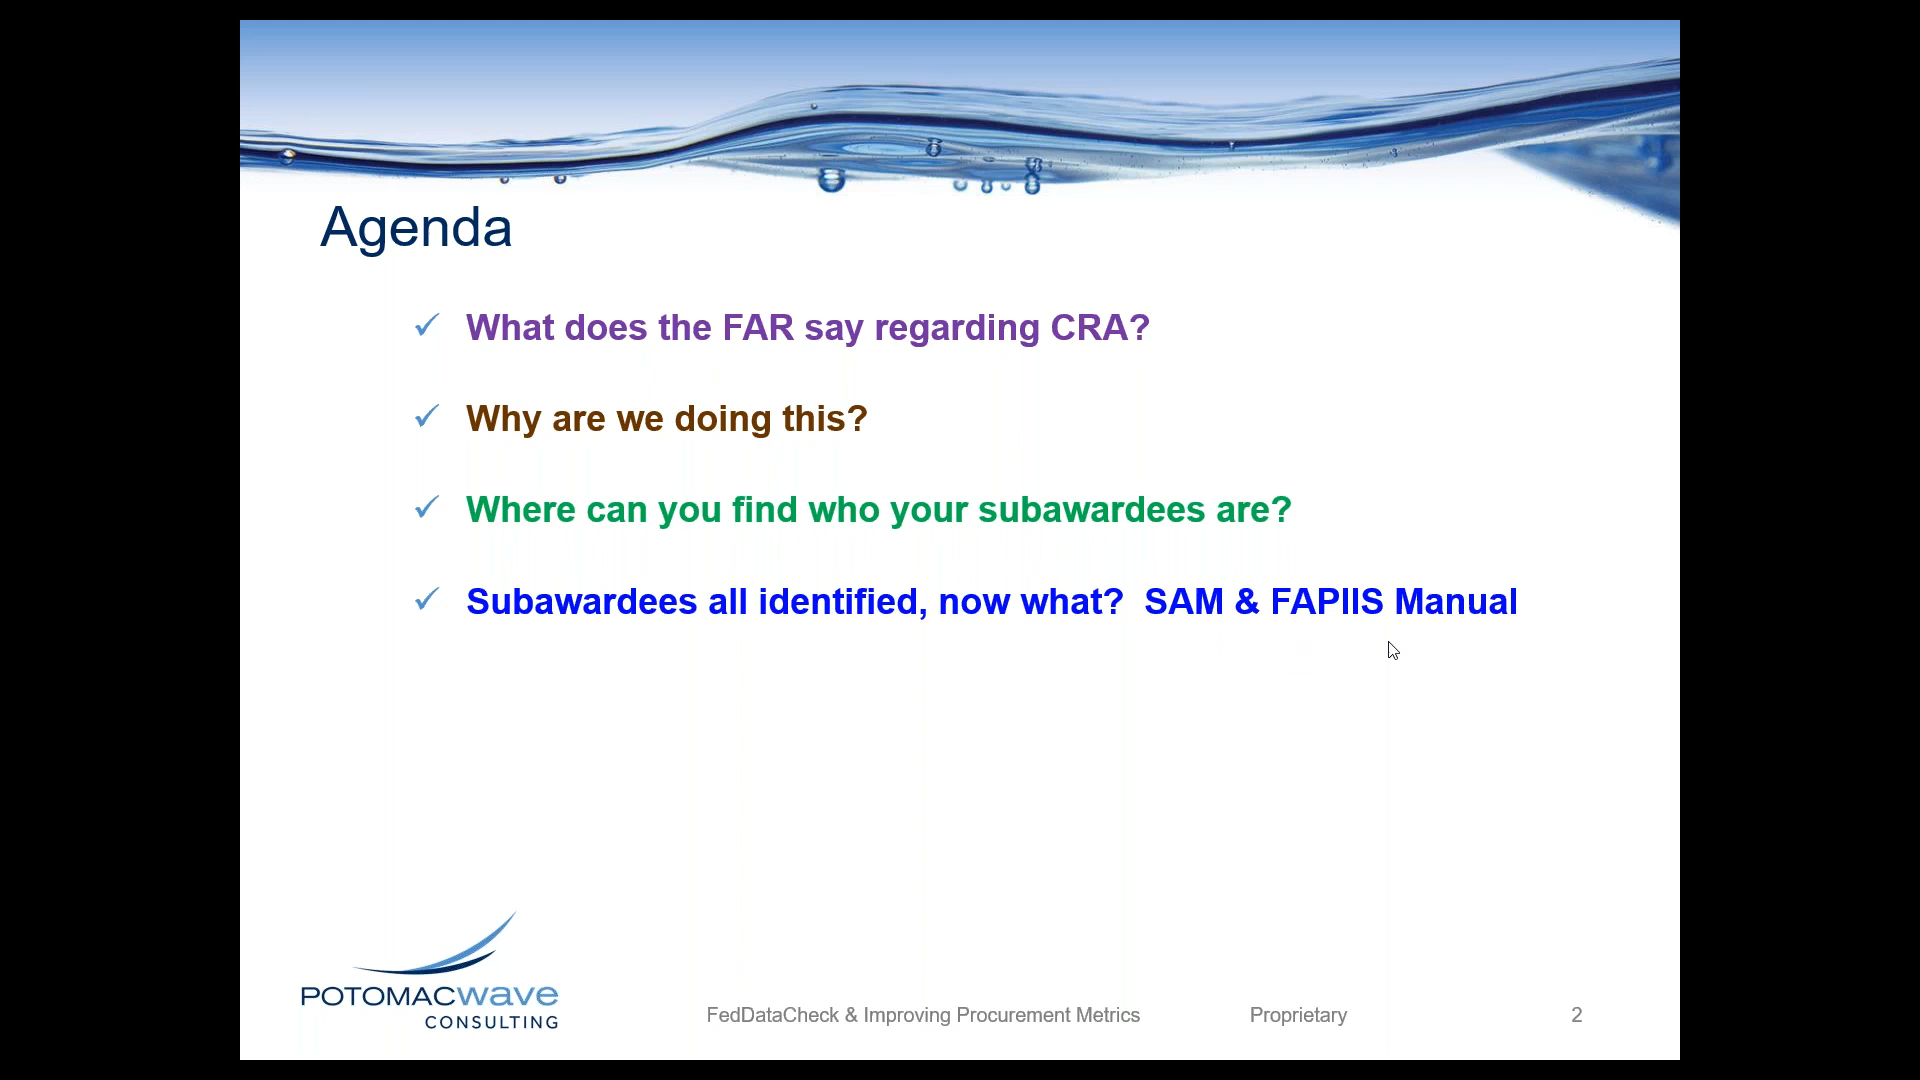 Agenda
What does the FAR say regarding CRA?
Why are we doing this?
Where can you find who your subawardees are?
Subawardees all identified, now what?  SAM & FAPIIS Manual
POTOMACwave
CONSULTING
FedDataCheck & Improving Procurement Metrics
Proprietary
2